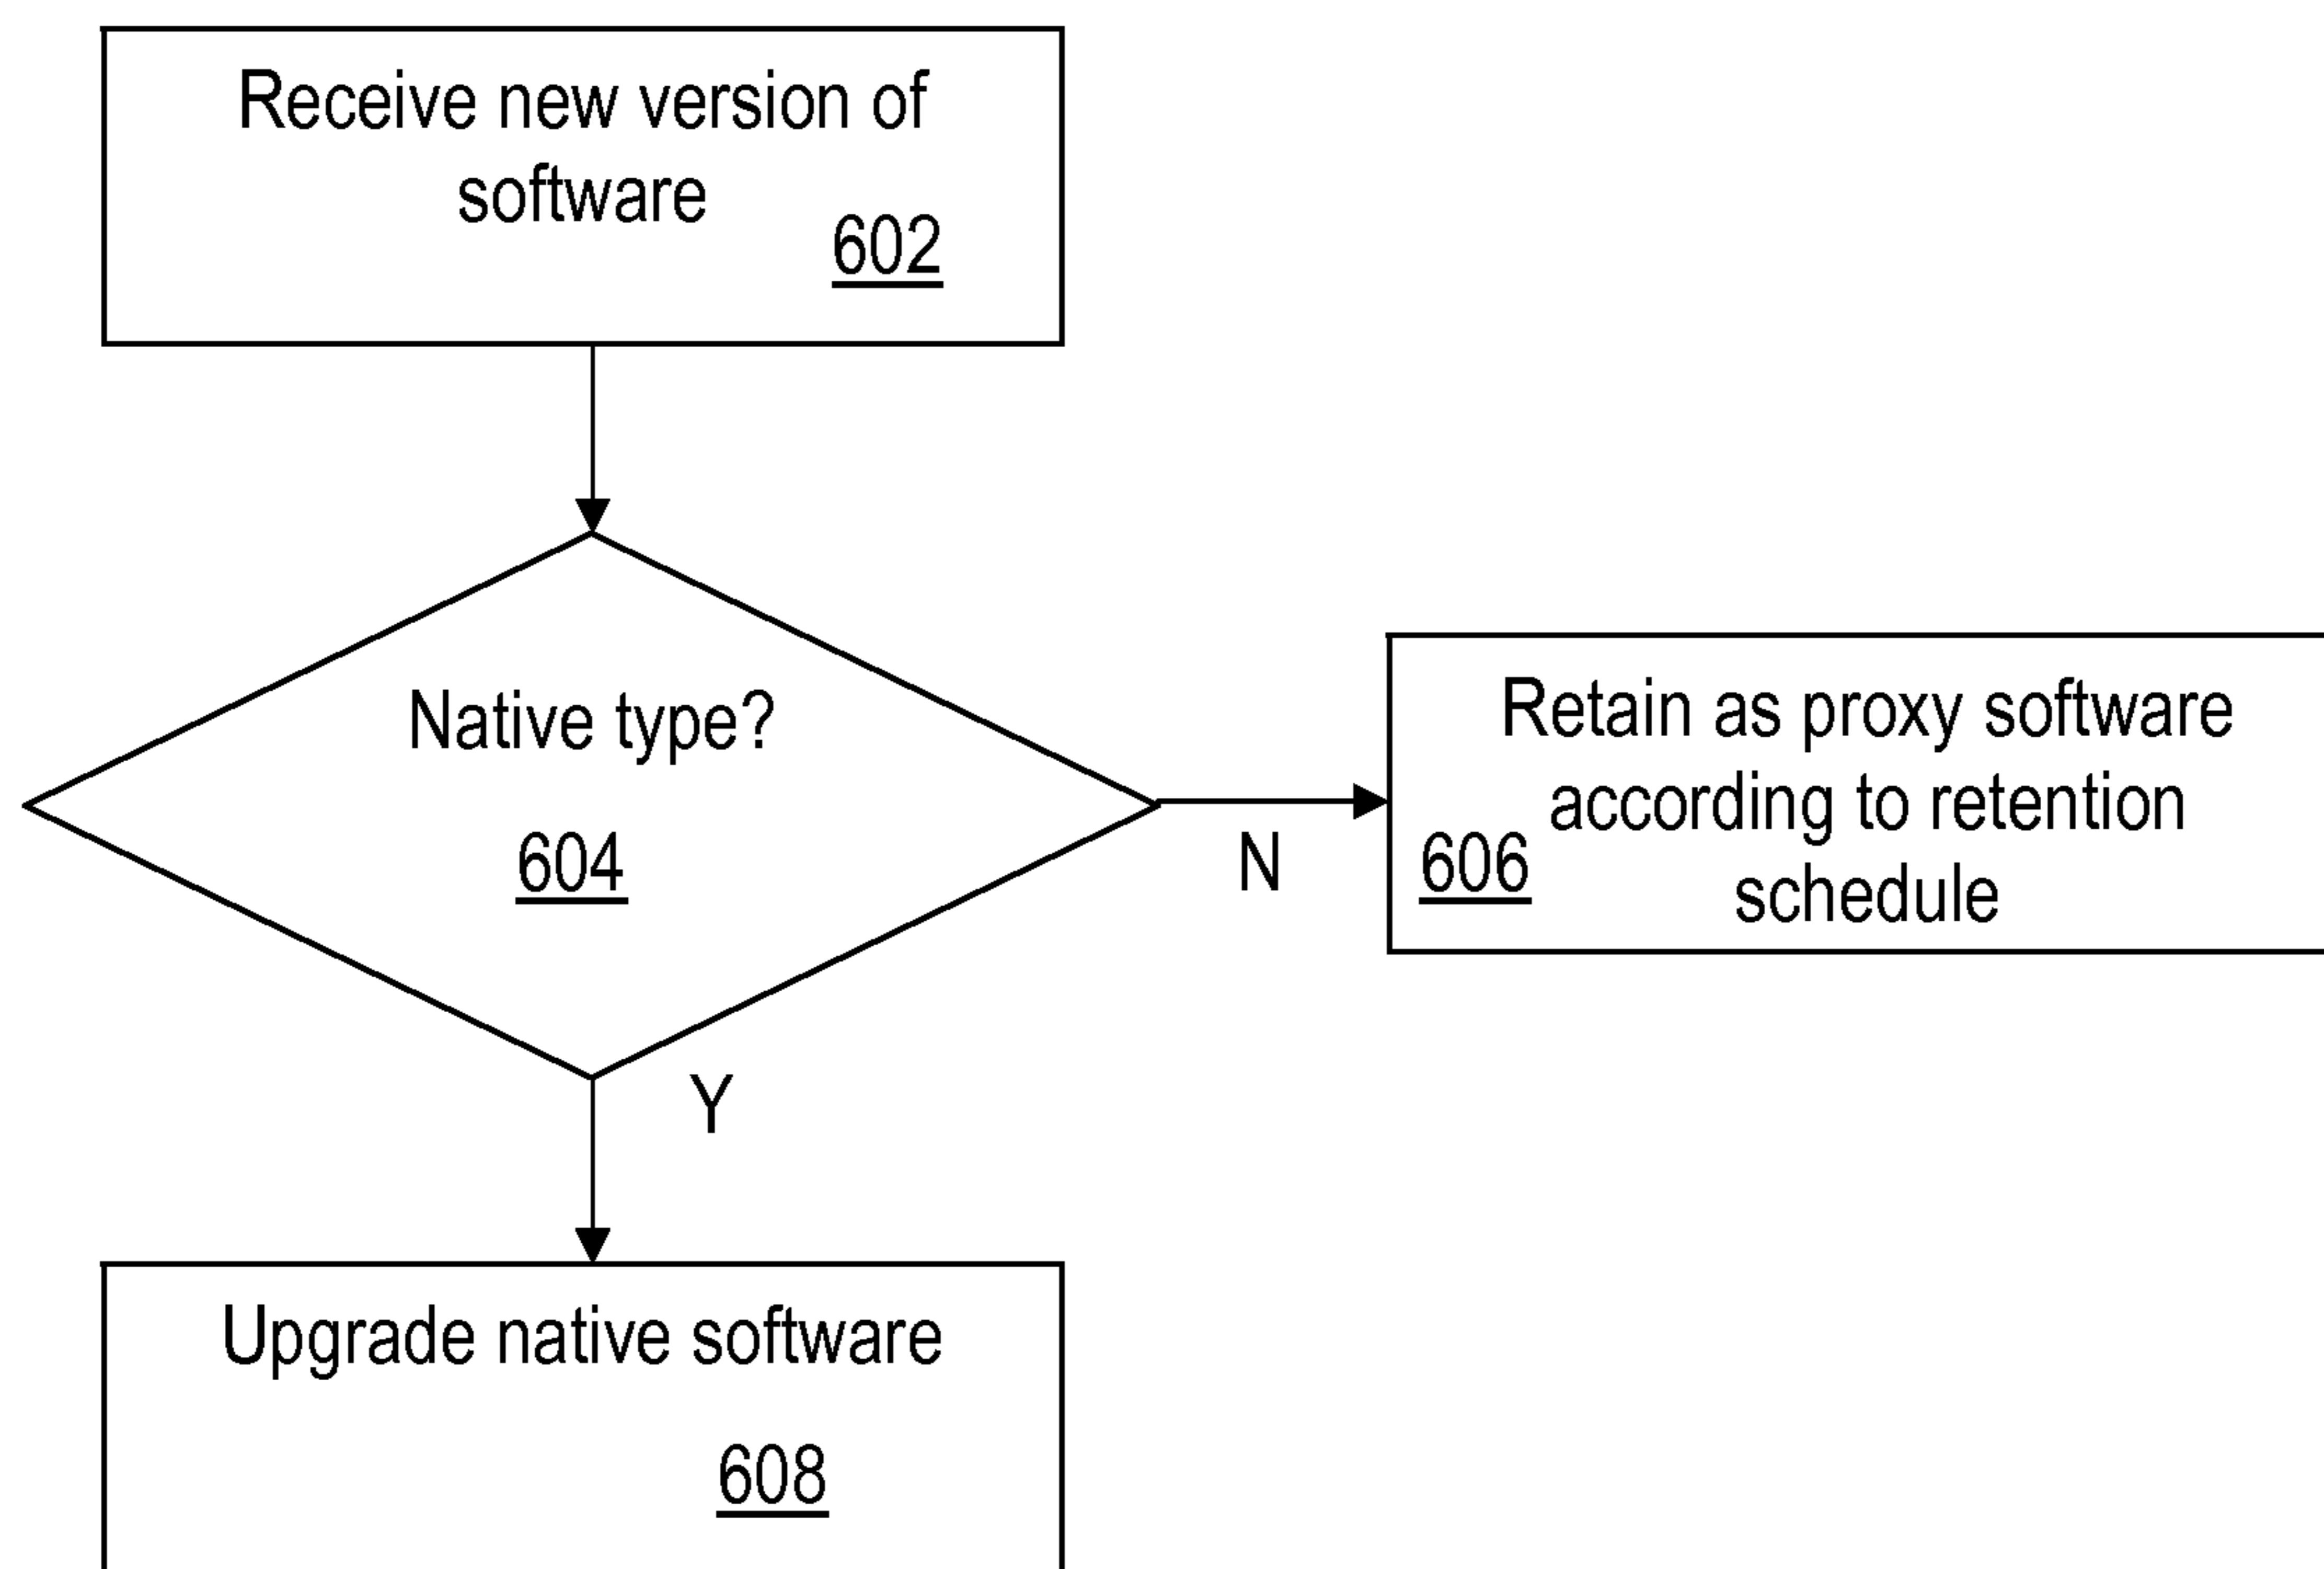 Receive new version of
software
602
Native type?
604
N
Retain as proxy software
according to retention
606
schedule
Y
Upgrade native software
608